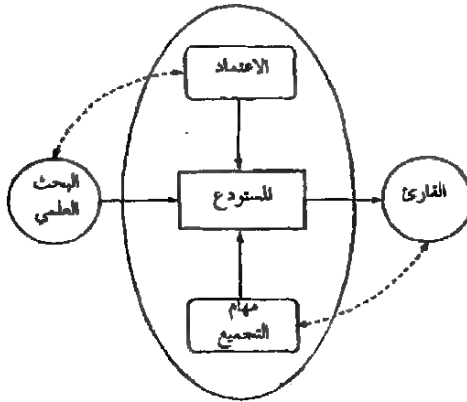 الاعتماد
البحث
العلمي
المستودع
القارئ
مهام
التجميع